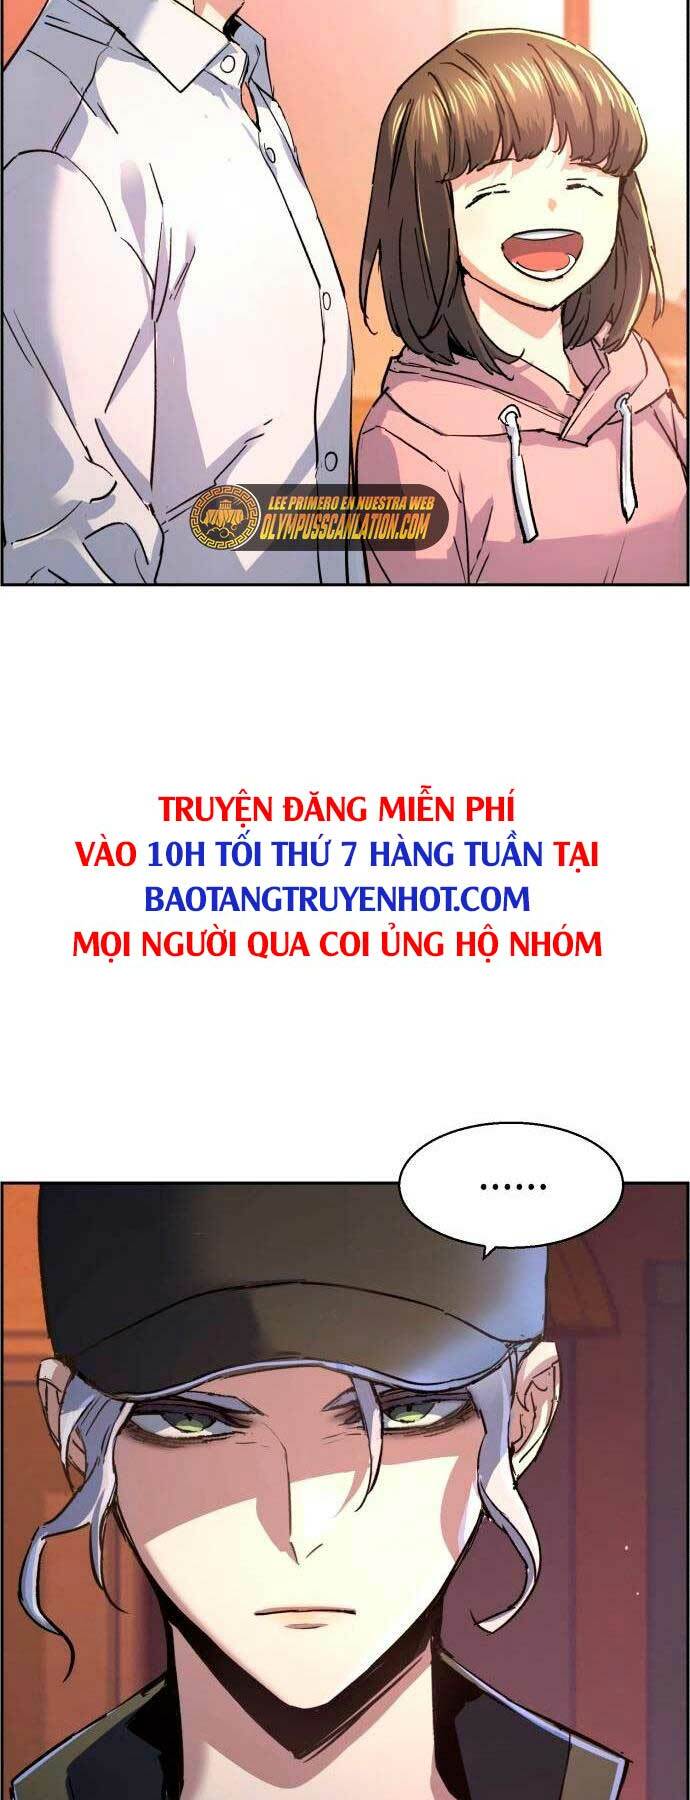 LEE PRIMERO EN NUESTRA WEB
OLYMPUSSCANLATION.COM
TRUYỆN ĐĂNG MIỄN PHÍ
VÀO 10H TỐI THỨ 7 HÀNG TUẦN TẠI
BAOTANGTRUYENHOT.COM
MỌI NGƯỜI QUA COI ỦNG HỘ NHÓM
......